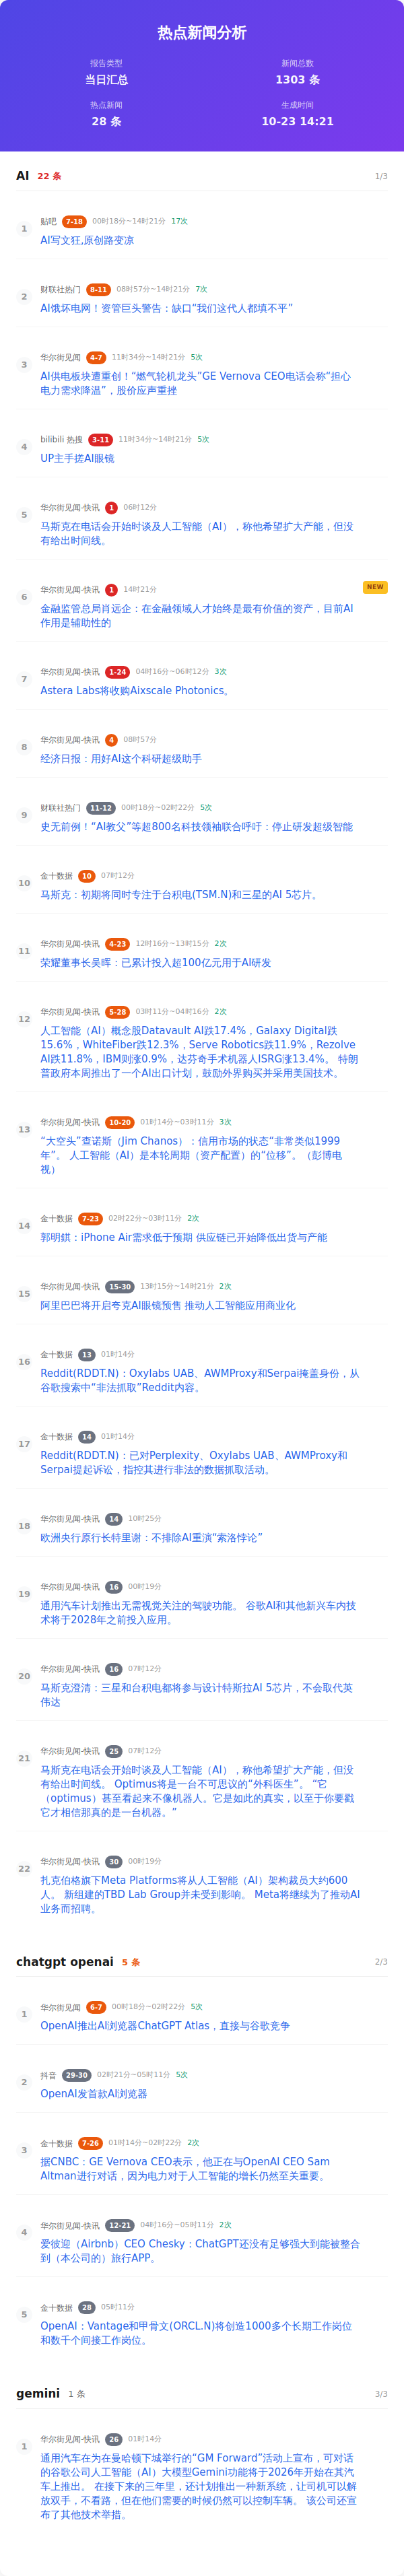 热点新闻分析
报告类型
新闻总数
当日汇总
1303 条
热点新闻
生成时间
28 条
10-23 14:21
AI 22 条 1/3
1
贴吧 7-18 00时18分~14时21分 17次
AI写文狂,原创路变凉
2
财联社热门 8-11 08时57分~14时21分 7次
AI饿坏电网！资管巨头警告：缺口“我们这代人都填不平”
3
华尔街见闻 4-7 11时34分~14时21分 5次
AI供电板块遭重创！“燃气轮机龙头”GE Vernova CEO电话会称“担心
电力需求降温”，股价应声重挫
4
bilibili 热搜 3-11 11时34分~14时21分 5次
UP主手搓AI眼镜
5
华尔街见闻-快讯 1 06时12分
马斯克在电话会开始时谈及人工智能（AI），称他希望扩大产能，但没
有给出时间线。
6
华尔街见闻-快讯 1 14时21分 NEW
金融监管总局肖远企：在金融领域人才始终是最有价值的资产，目前AI
作用是辅助性的
7
华尔街见闻-快讯 1-24 04时16分~06时12分 3次
Astera Labs将收购Aixscale Photonics。
8
华尔街见闻-快讯 4 08时57分
经济日报：用好AI这个科研超级助手
9
财联社热门 11-12 00时18分~02时22分 5次
史无前例！“AI教父”等超800名科技领袖联合呼吁：停止研发超级智能
10
金十数据 10 07时12分
马斯克：初期将同时专注于台积电(TSM.N)和三星的AI 5芯片。
11
华尔街见闻-快讯 4-23 12时16分~13时15分 2次
荣耀董事长吴晖：已累计投入超100亿元用于AI研发
12
华尔街见闻-快讯 5-28 03时11分~04时16分 2次
人工智能（AI）概念股Datavault AI跌17.4%，Galaxy Digital跌
15.6%，WhiteFiber跌12.3%，Serve Robotics跌11.9%，Rezolve
AI跌11.8%，IBM则涨0.9%，达芬奇手术机器人ISRG涨13.4%。 特朗
普政府本周推出了一个AI出口计划，鼓励外界购买并采用美国技术。
13
华尔街见闻-快讯 10-20 01时14分~03时11分 3次
“大空头”查诺斯（Jim Chanos）：信用市场的状态“非常类似1999
年”。 人工智能（AI）是本轮周期（资产配置）的“位移”。（彭博电
视）
14
金十数据 7-23 02时22分~03时11分 2次
郭明錤：iPhone Air需求低于预期 供应链已开始降低出货与产能
15
华尔街见闻-快讯 15-30 13时15分~14时21分 2次
阿里巴巴将开启夸克AI眼镜预售 推动人工智能应用商业化
16
金十数据 13 01时14分
Reddit(RDDT.N)：Oxylabs UAB、AWMProxy和Serpai掩盖身份，从
谷歌搜索中“非法抓取”Reddit内容。
17
金十数据 14 01时14分
Reddit(RDDT.N)：已对Perplexity、Oxylabs UAB、AWMProxy和
Serpai提起诉讼，指控其进行非法的数据抓取活动。
18
华尔街见闻-快讯 14 10时25分
欧洲央行原行长特里谢：不排除AI重演“索洛悖论”
19
华尔街见闻-快讯 16 00时19分
通用汽车计划推出无需视觉关注的驾驶功能。 谷歌AI和其他新兴车内技
术将于2028年之前投入应用。
20
华尔街见闻-快讯 16 07时12分
马斯克澄清：三星和台积电都将参与设计特斯拉AI 5芯片，不会取代英
伟达
21
华尔街见闻-快讯 25 07时12分
马斯克在电话会开始时谈及人工智能（AI），称他希望扩大产能，但没
有给出时间线。 Optimus将是一台不可思议的“外科医生”。 “它
（optimus）甚至看起来不像机器人。它是如此的真实，以至于你要戳
它才相信那真的是一台机器。”
22
华尔街见闻-快讯 30 00时19分
扎克伯格旗下Meta Platforms将从人工智能（AI）架构裁员大约600
人。 新组建的TBD Lab Group并未受到影响。 Meta将继续为了推动AI
业务而招聘。
chatgpt openai 5 条 2/3
1
华尔街见闻 6-7 00时18分~02时22分 5次
OpenAI推出AI浏览器ChatGPT Atlas，直接与谷歌竞争
2
抖音 29-30 02时21分~05时11分 5次
OpenAI发首款AI浏览器
3
金十数据 7-26 01时14分~02时22分 2次
据CNBC：GE Vernova CEO表示，他正在与OpenAI CEO Sam
Altman进行对话，因为电力对于人工智能的增长仍然至关重要。
4
华尔街见闻-快讯 12-21 04时16分~05时11分 2次
爱彼迎（Airbnb）CEO Chesky：ChatGPT还没有足够强大到能被整合
到（本公司的）旅行APP。
5
金十数据 28 05时11分
OpenAI：Vantage和甲骨文(ORCL.N)将创造1000多个长期工作岗位
和数千个间接工作岗位。
gemini 1 条 3/3
1
华尔街见闻-快讯 26 01时14分
通用汽车在为在曼哈顿下城举行的“GM Forward”活动上宣布，可对话
的谷歌公司人工智能（AI）大模型Gemini功能将于2026年开始在其汽
车上推出。 在接下来的三年里，还计划推出一种新系统，让司机可以解
放双手，不看路，但在他们需要的时候仍然可以控制车辆。 该公司还宣
布了其他技术举措。